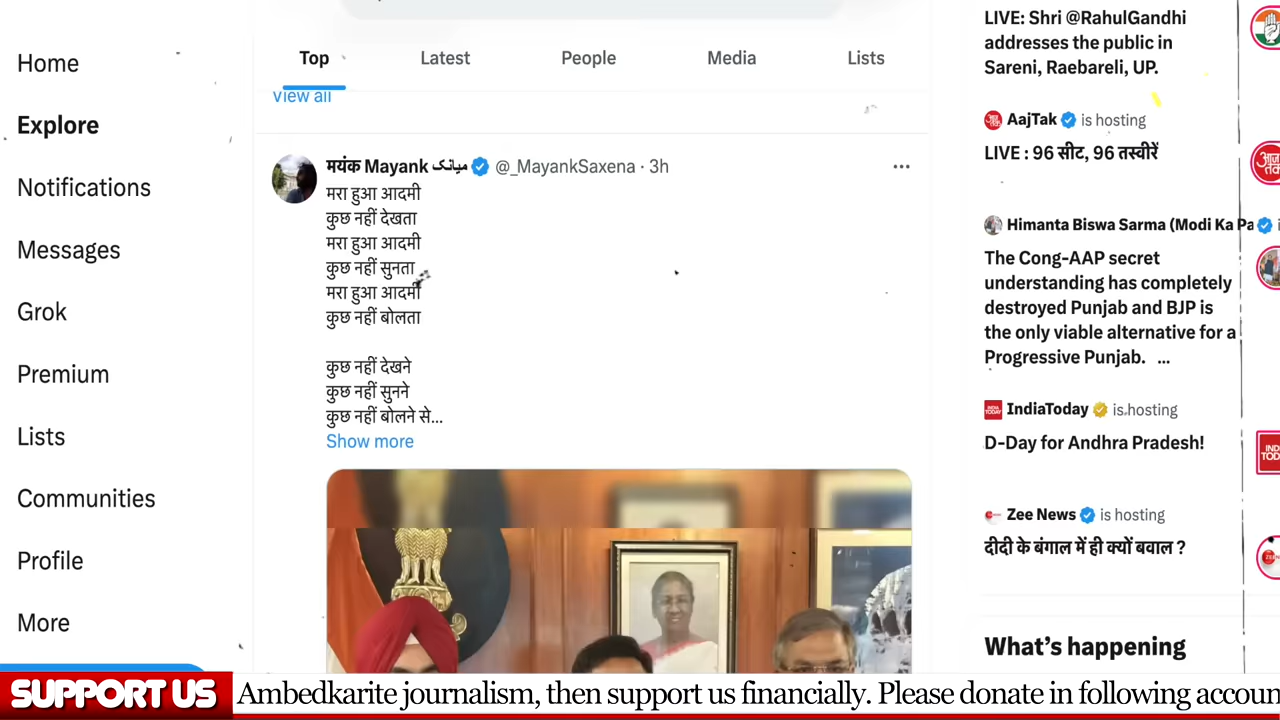 Home
Explore
Notifications
Messages
Grok
Premium
Lists
Communities
Profile
More
Top
Latest
People
Media
Lists
View all
मयंक Mayank میانک @_MayankSaxena · 3h
मरा हुआ आदमी
कुछ नहीं देखता
मरा हुआ आदमी
कुछ नहीं सुनता
मरा हुआ आदमी
कुछ नहीं बोलता
कुछ नहीं देखने
कुछ नहीं सुनने
कुछ नहीं बोलने से...
Show more
LIVE: Shri @RahulGandhi
addresses the public in
Sareni, Raebareli, UP.
AajTak is hosting
LIVE : 96 सीट, 96 तस्वीरें
Himanta Biswa Sarma (Modi Ka Pa
The Cong-AAP secret
understanding has completely
destroyed Punjab and BJP is
the only viable alternative for a
Progressive Punjab. ...
IndiaToday is hosting
D-Day for Andhra Pradesh!
Zee News is hosting
दीदी के बंगाल में ही क्यों बवाल ?
What's happening
SUPPORT US
Ambedkarite journalism, then support us financially. Please donate in following accoun